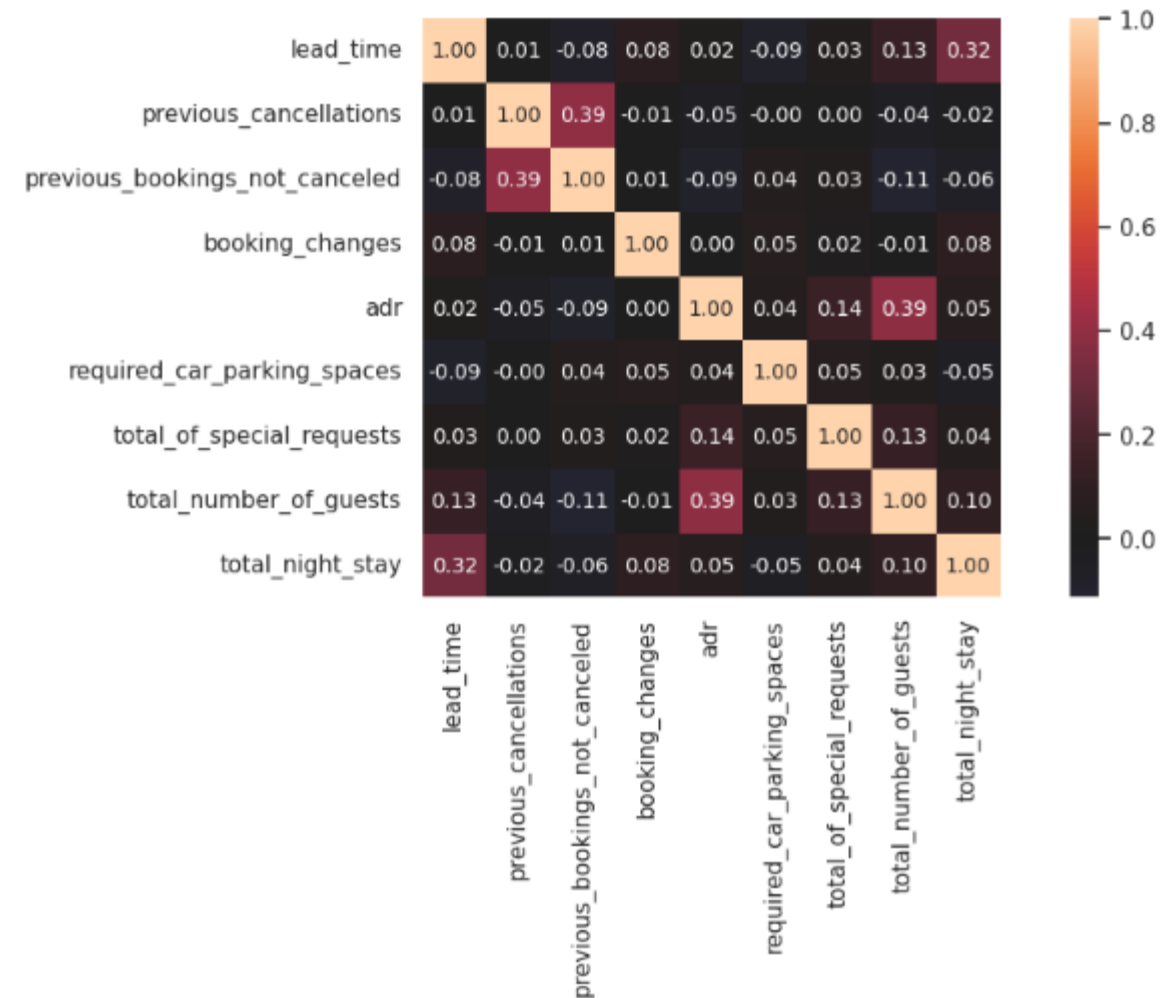 lead_time 1.00 0.01 -0.08 0.08 0.02 -0.09 0.03 0.13 0.32
previous_cancellations 0.01 1.00 0.39 -0.01 -0.05 -0.00 0.00 -0.04 -0.02
previous_bookings_not_canceled -0.08 0.39 1.00 0.01 -0.09 0.04 0.03 -0.11 -0.06
booking_changes 0.08 -0.01 0.01 1.00 0.00 0.05 0.02 -0.01 0.08
adr 0.02 -0.05 -0.09 0.00 1.00 0.04 0.14 0.39 0.05
required_car_parking_spaces -0.09 -0.00 0.04 0.05 0.04 1.00 0.05 0.03 -0.05
total_of_special_requests 0.03 0.00 0.03 0.02 0.14 0.05 1.00 0.13 0.04
total_number_of_guests 0.13 -0.04 -0.11 -0.01 0.39 0.03 0.13 1.00 0.10
total_night_stay 0.32 -0.02 -0.06 0.08 0.05 -0.05 0.04 0.10 1.00
lead_time
previous_cancellations
previous_bookings_not_canceled
booking_changes
adr
required_car_parking_spaces
total_of_special_requests
total_number_of_guests
total_night_stay
1.0
0.8
0.6
0.4
0.2
0.0